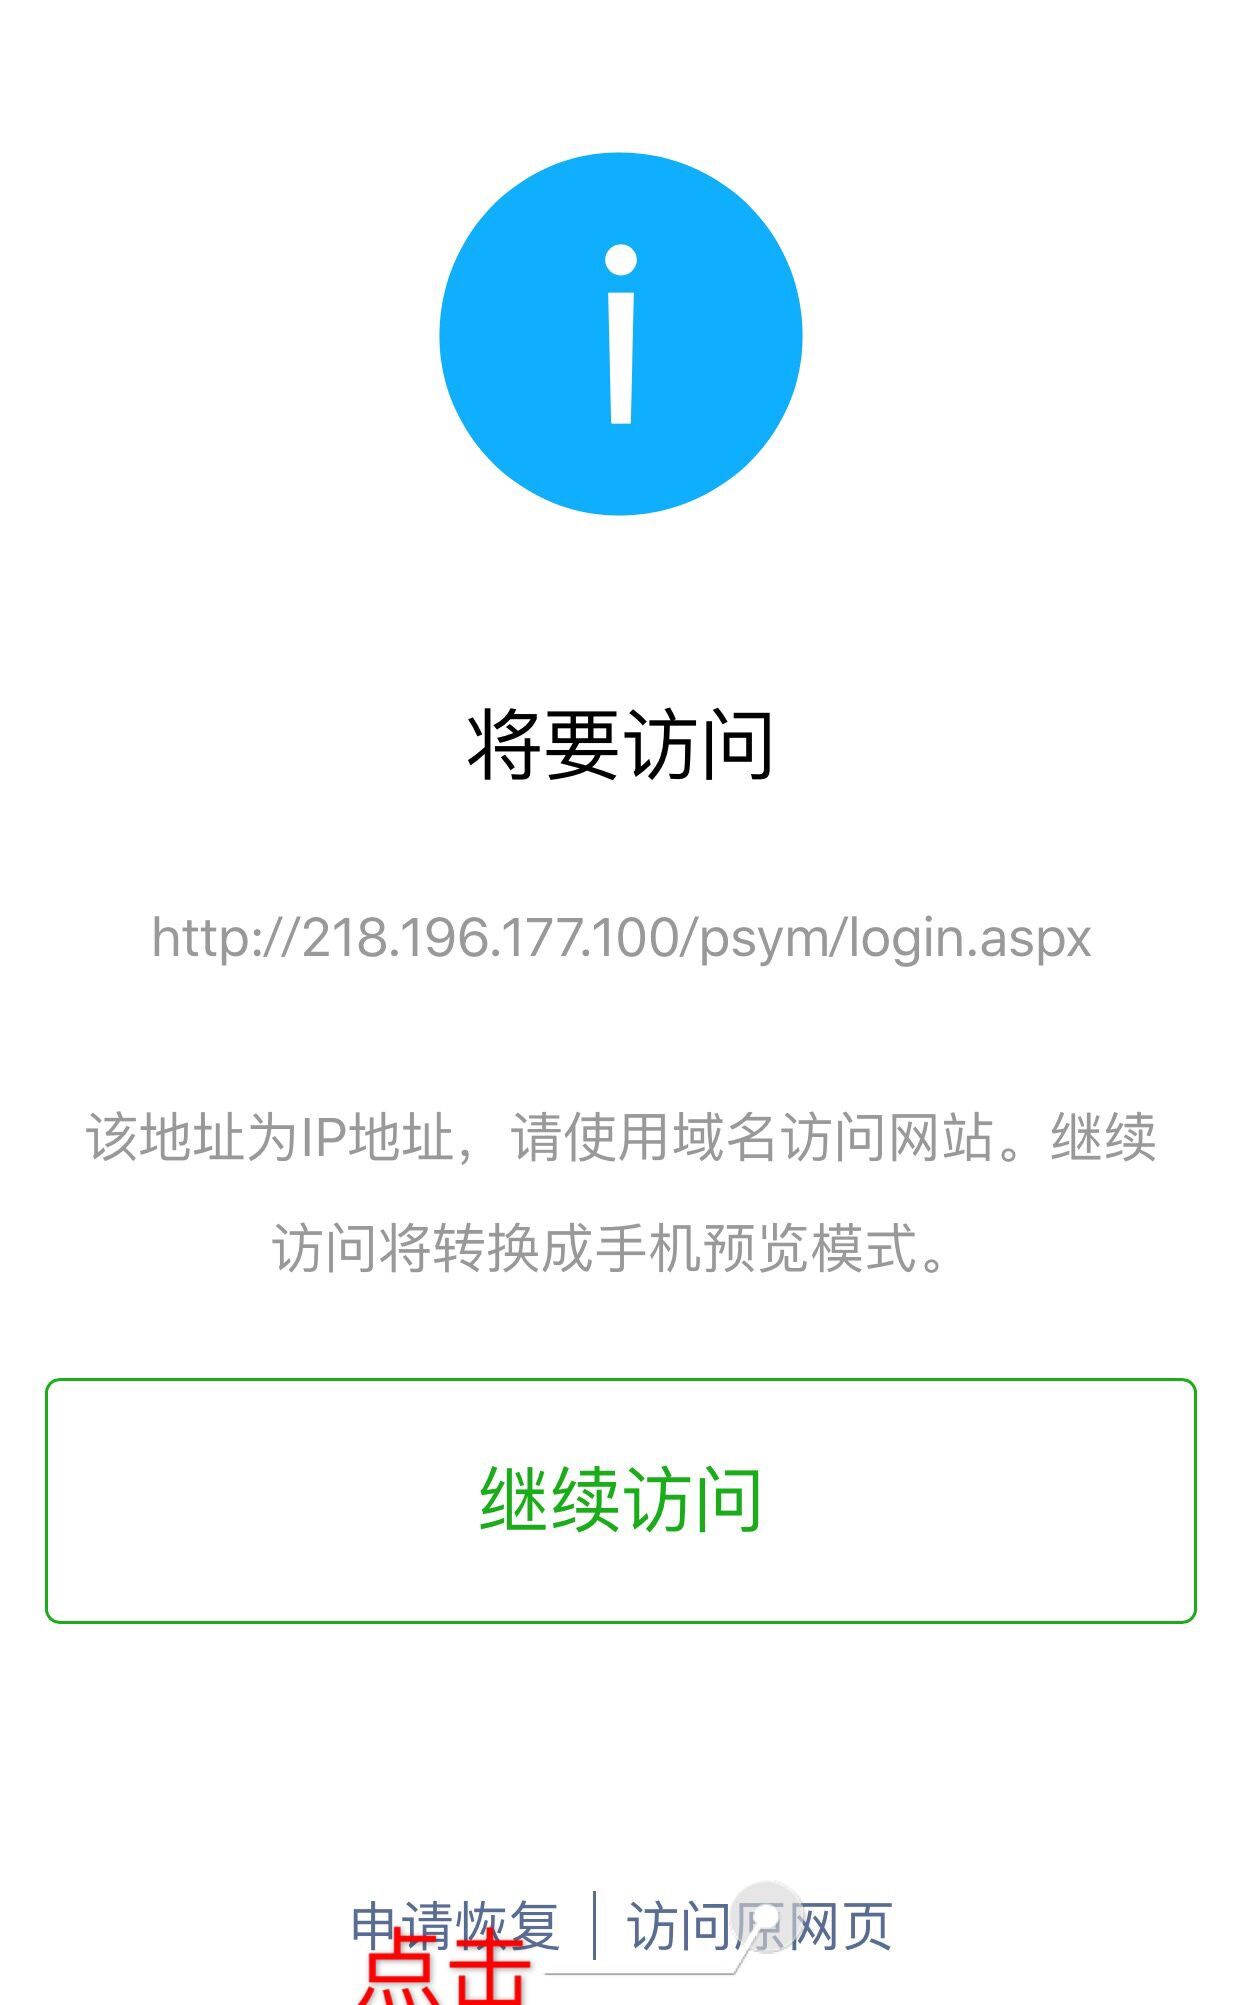 将要访问
http://218.196.177.100/psym/login.aspx
该地址为IP地址，请使用域名访问网站。继续
访问将转换成手机预览模式。
继续访问
申请恢复 | 访问原网页
点击